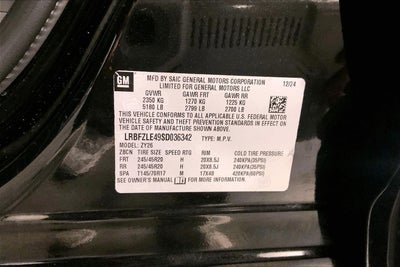 GM
MFD BY SAIC GENERAL MOTORS CORPORATION 12/24
LIMITED FOR GENERAL MOTORS LLC
GVWR GAWR FRT GAWR RR
2350 KG 1270 KG 1225 KG
5180 LB 2799 LB 2700 LB
THIS VEHICLE CONFORMS TO ALL APPLICABLE U.S. FEDERAL MOTOR
VEHICLE SAFETY AND THEFT PREVENTION STANDARDS IN EFFECT ON
THE DATE OF MANUFACTURE SHOWN ABOVE.
LRBFZLE49SD036342 TYPE: M.P.V.
MODEL: ZY26
ZBCN TIRE SIZE SPEED RTG RIM COLD TIRE PRESSURE
FRT 245/45R20 H 20X8.5J 240KPA(35PSI)
RR 245/45R20 H 20X8.5J 240KPA(35PSI)
SPA T145/70R17 M 17X4B 420KPA(60PSI)
SEE OWNER'S MANUAL FOR MORE INFORMATION.